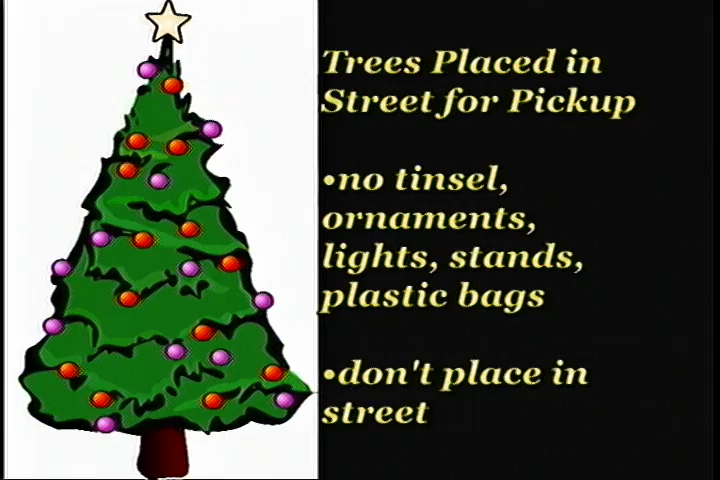 Trees Placed in
Street for Pickup
•no tinsel,
ornaments,
lights, stands,
plastic bags
•don't place in
street